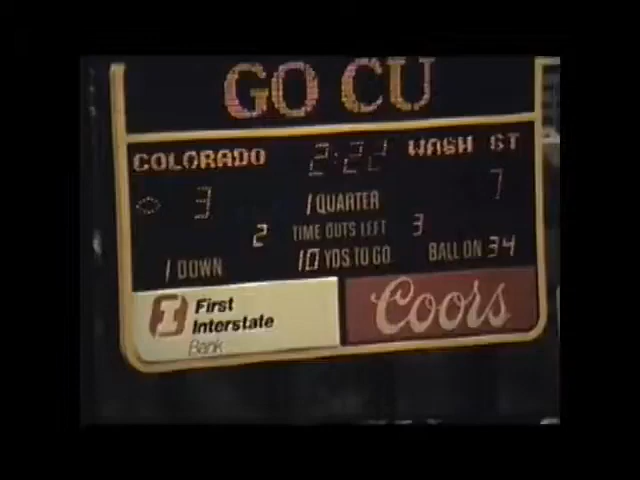 GO CU
COLORADO 2:22 WASH ST
3 1 QUARTER 7
2 TIME OUTS LEFT 3
1 DOWN 10 YDS TO GO BALL ON 34
First
Interstate
Bank
Coors